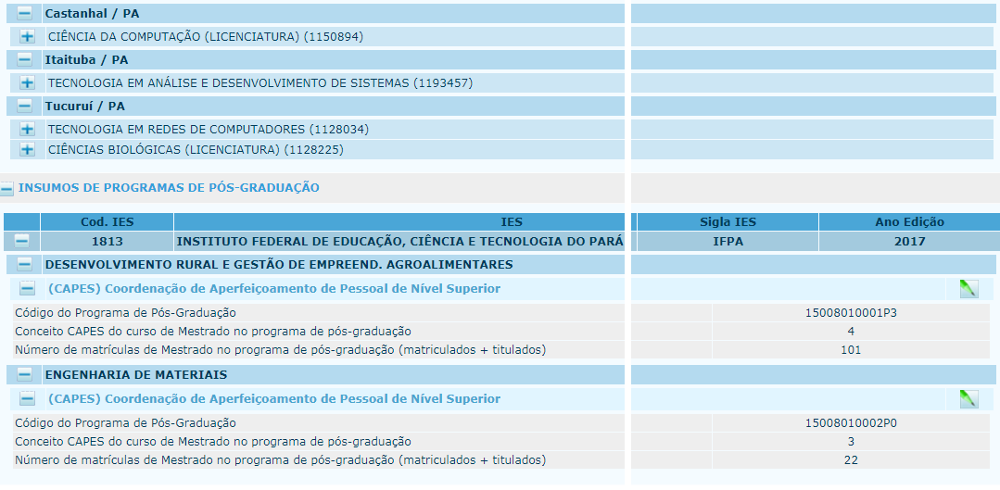 Castanhal / PA
CIÊNCIA DA COMPUTAÇÃO (LICENCIATURA) (1150894)
Itaituba / PA
TECNOLOGIA EM ANÁLISE E DESENVOLVIMENTO DE SISTEMAS (1193457)
Tucuruí / PA
TECNOLOGIA EM REDES DE COMPUTADORES (1128034)
CIÊNCIAS BIOLÓGICAS (LICENCIATURA) (1128225)
INSUMOS DE PROGRAMAS DE PÓS-GRADUAÇÃO
Cod. IES IES Sigla IES Ano Edição
1813 INSTITUTO FEDERAL DE EDUCAÇÃO, CIÊNCIA E TECNOLOGIA DO PARÁ IFPA 2017
DESENVOLVIMENTO RURAL E GESTÃO DE EMPREEND. AGROALIMENTARES
(CAPES) Coordenação de Aperfeiçoamento de Pessoal de Nível Superior
Código do Programa de Pós-Graduação 15008010001P3
Conceito CAPES do curso de Mestrado no programa de pós-graduação 4
Número de matrículas de Mestrado no programa de pós-graduação (matriculados + titulados) 101
ENGENHARIA DE MATERIAIS
(CAPES) Coordenação de Aperfeiçoamento de Pessoal de Nível Superior
Código do Programa de Pós-Graduação 15008010002P0
Conceito CAPES do curso de Mestrado no programa de pós-graduação 3
Número de matrículas de Mestrado no programa de pós-graduação (matriculados + titulados) 22